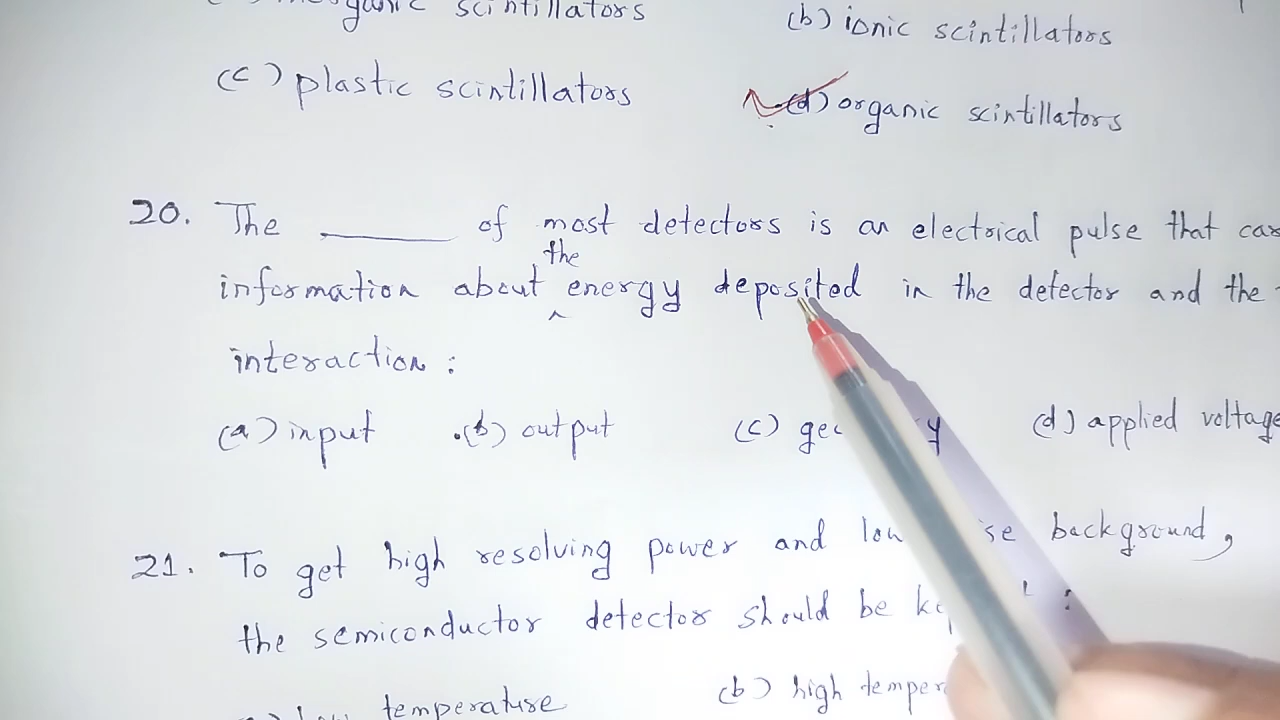 scintillators
(b) ionic scintillators
(c) plastic scintillators
(d) organic scintillators
20. The ______ of most detectors is an electrical pulse that
the
information about ^ energy deposited in the detector and the
interaction :
(a) input .(b) output (c) (d) applied voltage
21. To get high resolving power and background,
the semiconductor detector should be :
temperature (b) high